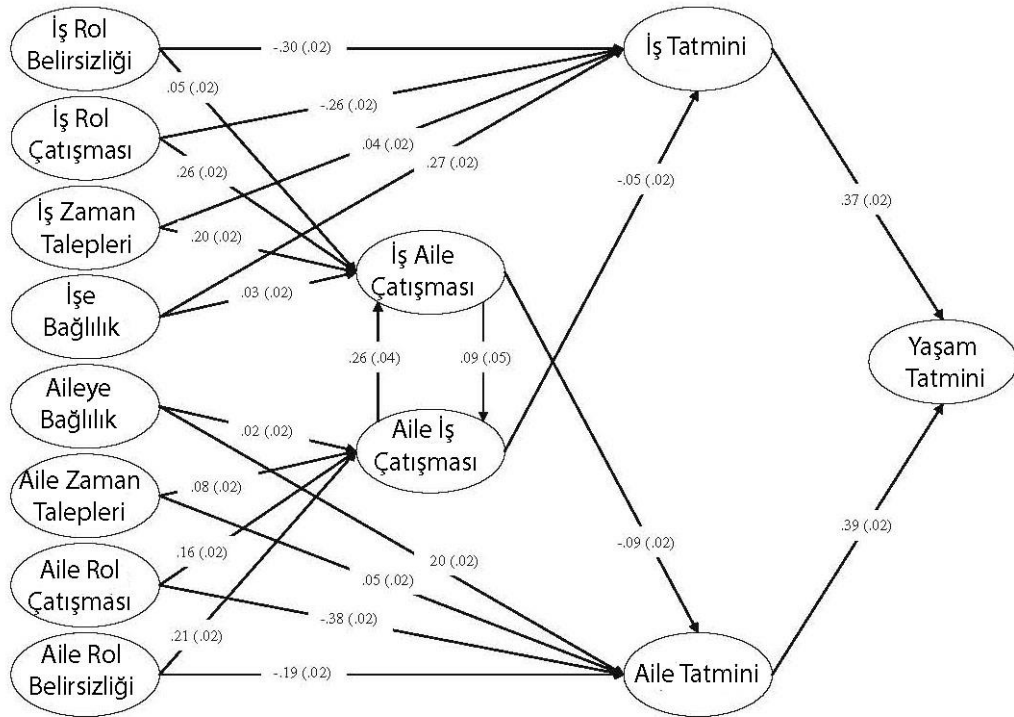 İş Rol
Belirsizliği
-.30 (.02)
İş Tatmini
.05 (.02)
İş Rol
Çatışması
-.26 (.02)
.26 (.02)
.04 (.02)
.27 (.02)
-.05 (.02)
.37 (.02)
İş Zaman
Talepleri
.20 (.02)
İş Aile
Çatışması
İşe
Bağlılık
.03 (.02)
.26 (.04)
.09 (.05)
Yaşam
Tatmini
Aileye
Bağlılık
.02 (.02)
Aile İş
Çatışması
Aile Zaman
Talepleri
.08 (.02)
.39 (.02)
-.09 (.02)
.16 (.02)
.20 (.02)
.05 (.02)
Aile Rol
Çatışması
-.38 (.02)
.21 (.02)
Aile Rol
Belirsizliği
-.19 (.02)
Aile Tatmini